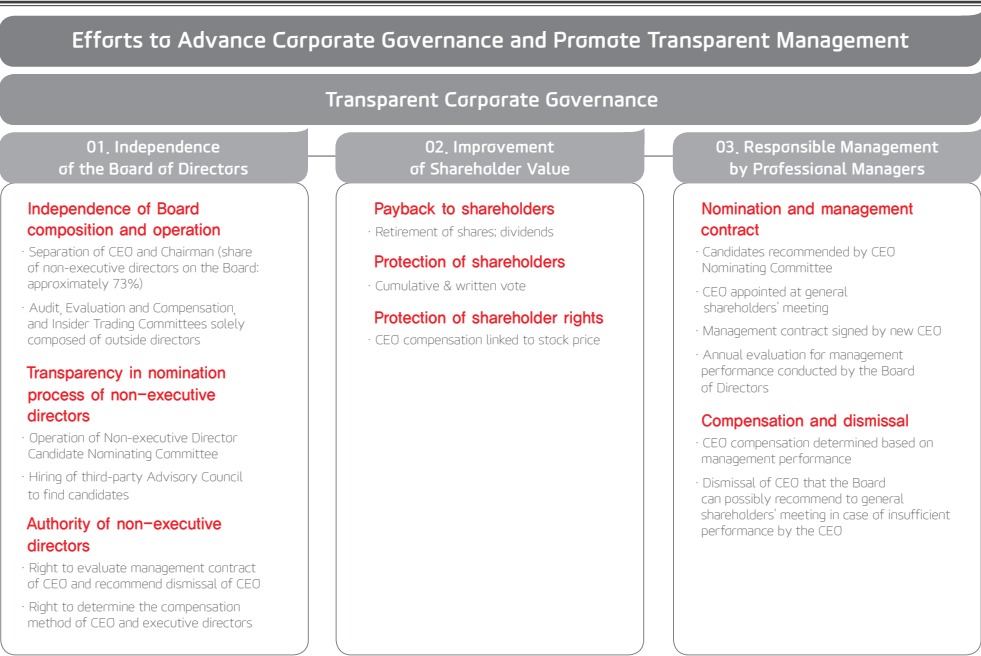 Efforts to Advance Corporate Governance and Promote Transparent Management
Transparent Corporate Governance
01. Independence
of the Board of Directors
Independence of Board
composition and operation
· Separation of CEO and Chairman (share
of non-executive directors on the Board:
approximately 73%)
· Audit, Evaluation and Compensation,
and Insider Trading Committees solely
composed of outside directors
Transparency in nomination
process of non-executive
directors
· Operation of Non-executive Director
Candidate Nominating Committee
· Hiring of third-party Advisory Council
to find candidates
Authority of non-executive
directors
· Right to evaluate management contract
of CEO and recommend dismissal of CEO
· Right to determine the compensation
method of CEO and executive directors
02. Improvement
of Shareholder Value
Payback to shareholders
· Retirement of shares; dividends
Protection of shareholders
· Cumulative & written vote
Protection of shareholder rights
· CEO compensation linked to stock price
03. Responsible Management
by Professional Managers
Nomination and management
contract
· Candidates recommended by CEO
Nominating Committee
· CEO appointed at general
shareholders' meeting
· Management contract signed by new CEO
· Annual evaluation for management
performance conducted by the Board
of Directors
Compensation and dismissal
· CEO compensation determined based on
management performance
· Dismissal of CEO that the Board
can possibly recommend to general
shareholders' meeting in case of insufficient
performance by the CEO